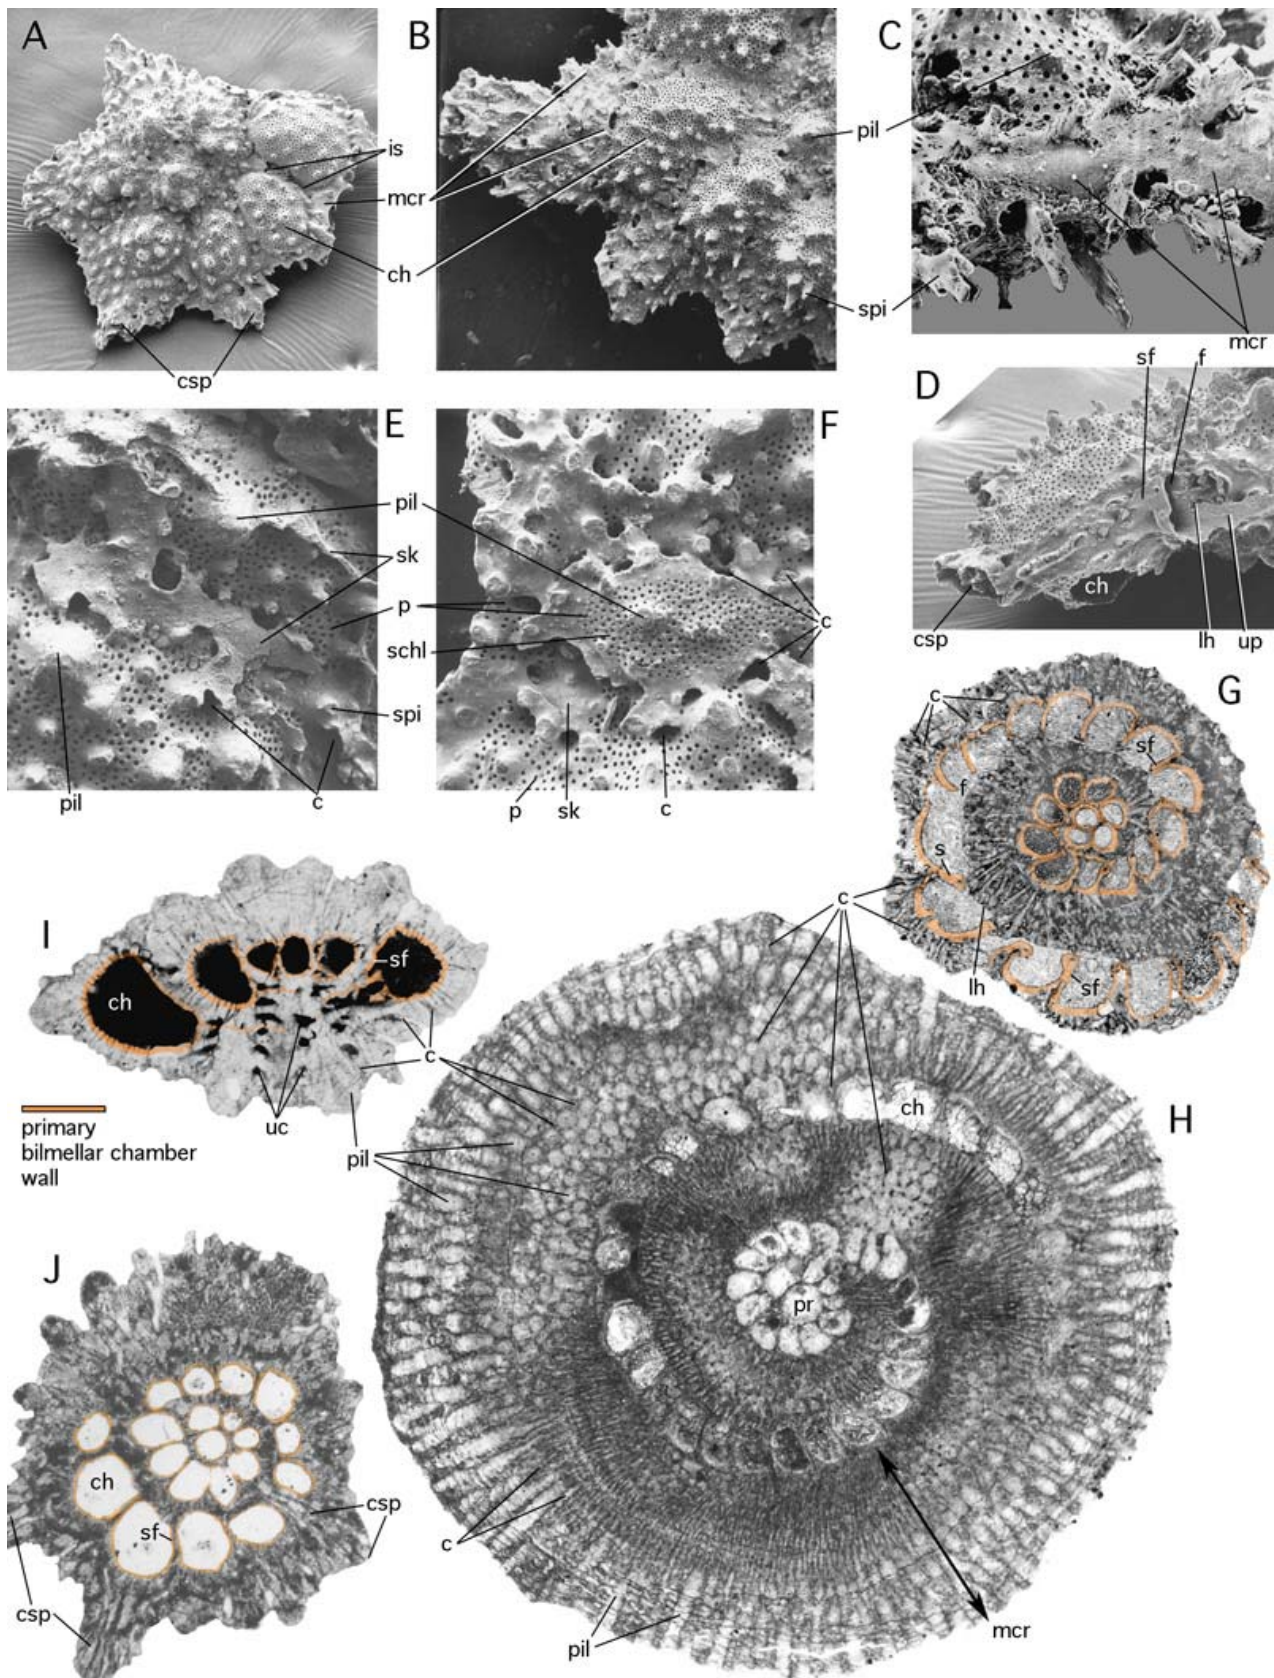 A
B
C
is
mcr
pil
ch
spi
mcr
csp
sf
f
D
E
F
pil
sk
p
c
schl
ch
csp
lh
up
spi
pil
c
p
sk
c
c
G
sf
f
s
c
lh
sf
I
sf
ch
c
uc
pil
primary
bilmellar chamber
wall
ch
H
pr
J
ch
csp
sf
c
csp
pil
mcr